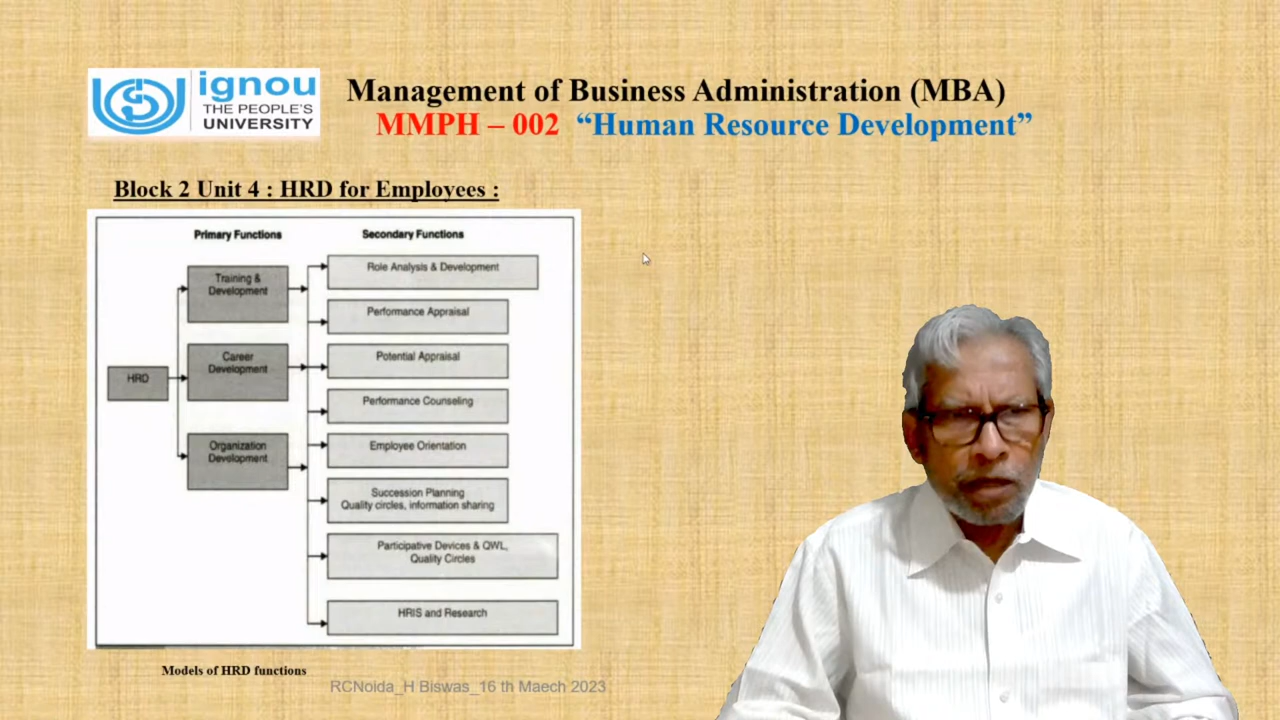 ignou
THE PEOPLE'S
UNIVERSITY
Management of Business Administration (MBA)
MMPH – 002 “Human Resource Development”
Block 2 Unit 4 : HRD for Employees :
Primary Functions
Secondary Functions
HRD
Training &
Development
Career
Development
Organization
Development
Role Analysis & Development
Performance Appraisal
Potential Appraisal
Performance Counseling
Employee Orientation
Succession Planning
Quality circles, information sharing
Participative Devices & QWL,
Quality Circles
HRIS and Research
Models of HRD functions
RCNoida_H Biswas_16 th Maech 2023